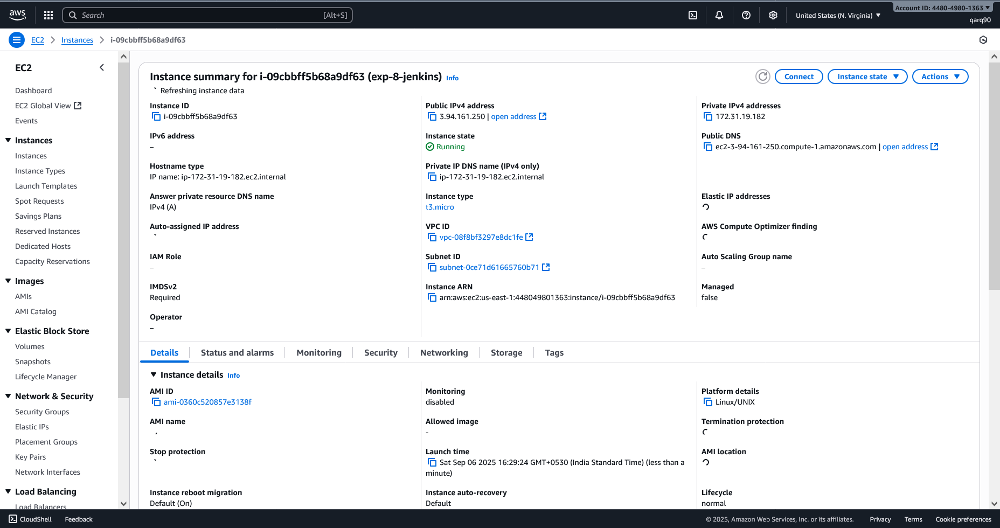 aws
Search
[Alt+S]
United States (N. Virginia)
Account ID: 4480-4980-1363
qarq90
EC2
Instances
i-09cbbff5b68a9df63
EC2
Dashboard
EC2 Global View
Events
Instances
Instances
Instance Types
Launch Templates
Spot Requests
Savings Plans
Reserved Instances
Dedicated Hosts
Capacity Reservations
Images
AMIs
AMI Catalog
Elastic Block Store
Volumes
Snapshots
Lifecycle Manager
Network & Security
Security Groups
Elastic IPs
Placement Groups
Key Pairs
Network Interfaces
Load Balancing
Load Balancers
Instance summary for i-09cbbff5b68a9df63 (exp-8-jenkins) Info
Connect
Instance state
Actions
Refreshing instance data
Instance ID
i-09cbbff5b68a9df63
Public IPv4 address
3.94.161.250 | open address
Private IPv4 addresses
172.31.19.182
IPv6 address
–
Instance state
Running
Public DNS
ec2-3-94-161-250.compute-1.amazonaws.com | open address
Hostname type
IP name: ip-172-31-19-182.ec2.internal
Private IP DNS name (IPv4 only)
ip-172-31-19-182.ec2.internal
Answer private resource DNS name
IPv4 (A)
Instance type
t3.micro
Elastic IP addresses
Auto-assigned IP address
VPC ID
vpc-08f8bf3297e8dc1fe
AWS Compute Optimizer finding
IAM Role
–
Subnet ID
subnet-0ce71d61665760b71
Auto Scaling Group name
–
IMDSv2
Required
Instance ARN
arn:aws:ec2:us-east-1:448049801363:instance/i-09cbbff5b68a9df63
Managed
false
Operator
–
Details
Status and alarms
Monitoring
Security
Networking
Storage
Tags
Instance details Info
AMI ID
ami-0360c520857e3138f
Monitoring
disabled
Platform details
Linux/UNIX
AMI name
Allowed image
-
Termination protection
Stop protection
Launch time
Sat Sep 06 2025 16:29:24 GMT+0530 (India Standard Time) (less than a
minute)
AMI location
Instance reboot migration
Default (On)
Instance auto-recovery
Default
Lifecycle
normal
CloudShell
Feedback
© 2025, Amazon Web Services, Inc. or its affiliates.
Privacy
Terms
Cookie preferences